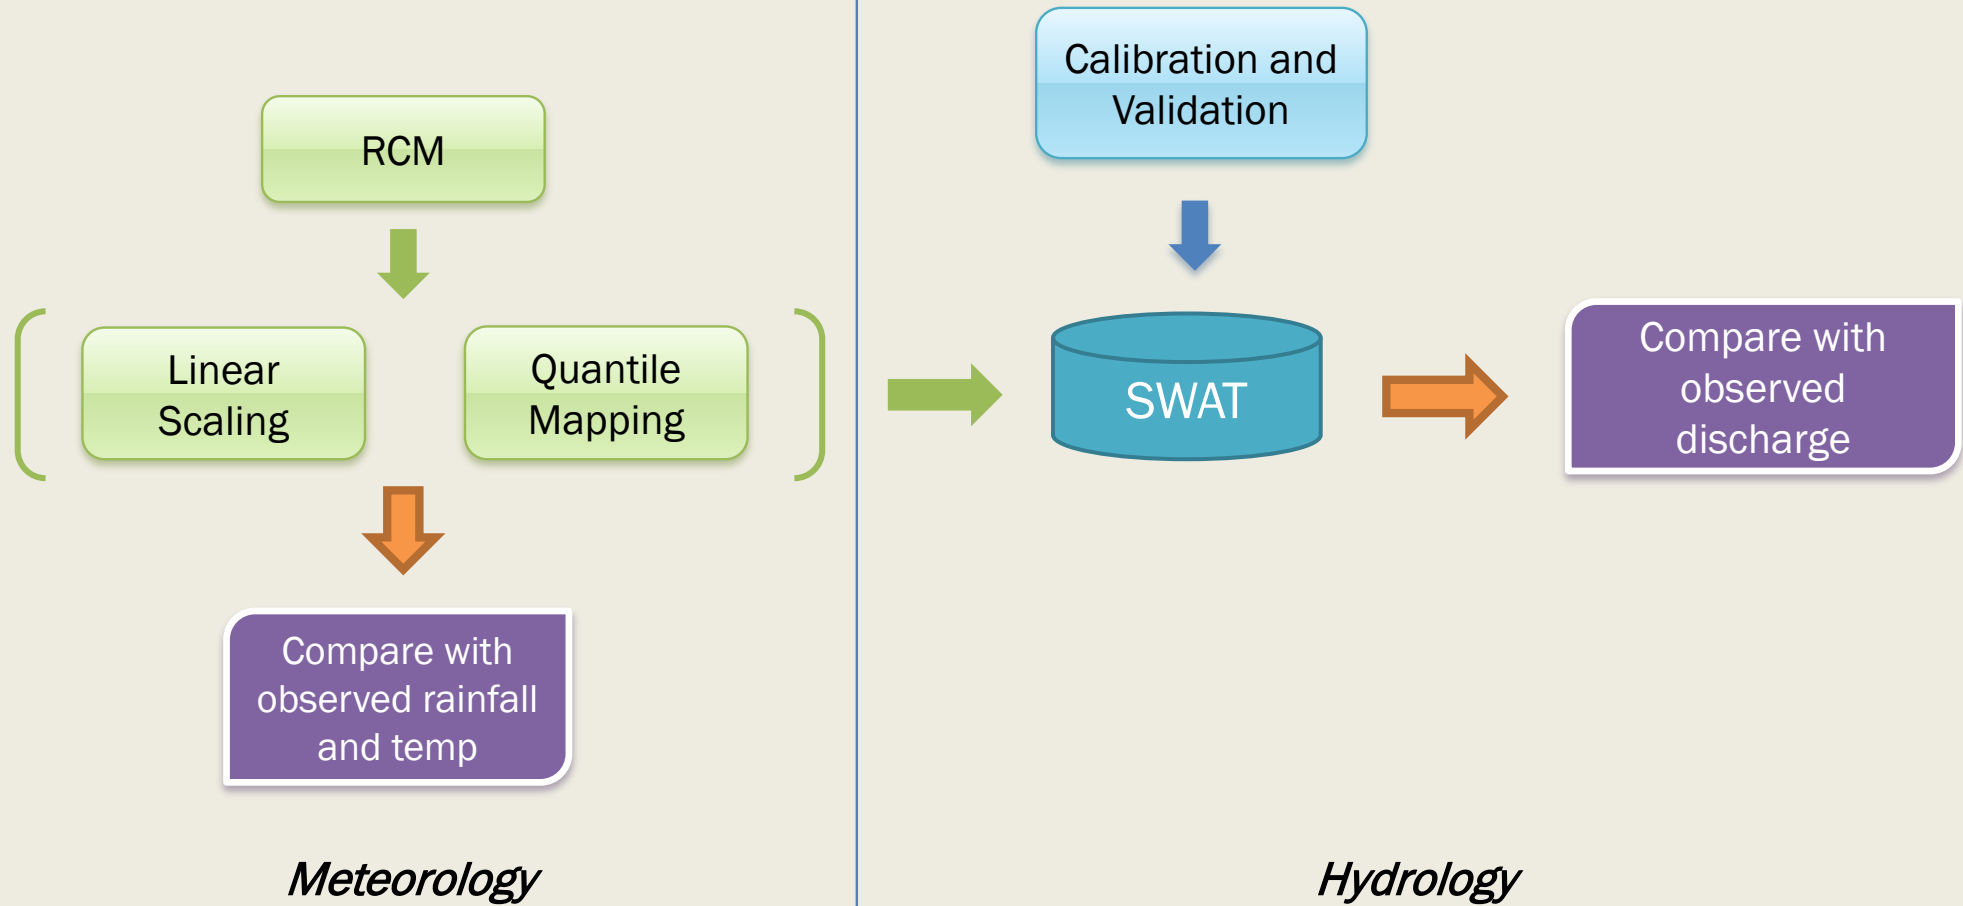 RCM
Linear
Scaling
Quantile
Mapping
Compare with
observed rainfall
and temp
Meteorology
Calibration and
Validation
SWAT
Compare with
observed
discharge
Hydrology